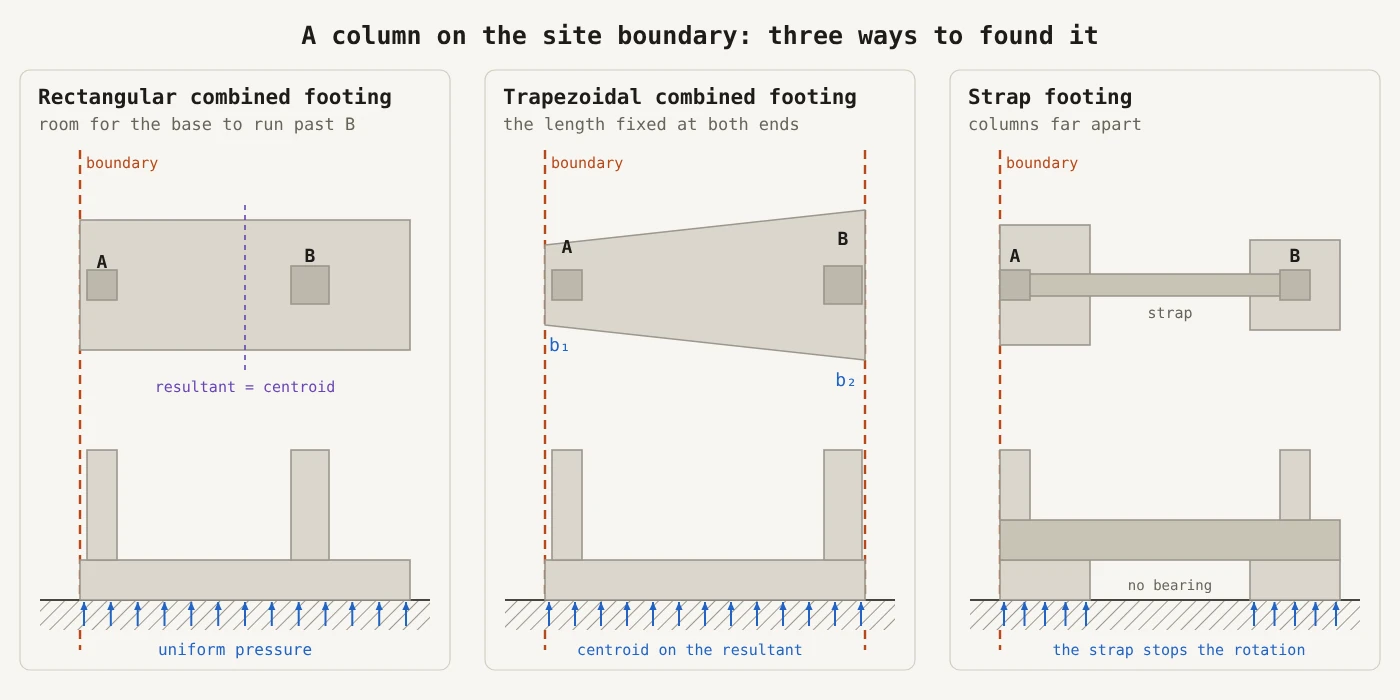 A column on the site boundary: three ways to found it
Rectangular combined footing
room for the base to run past B
boundary
A
B
resultant = centroid
uniform pressure
Trapezoidal combined footing
the length fixed at both ends
boundary
A
B
b₁
b₂
centroid on the resultant
Strap footing
columns far apart
boundary
A
B
strap
no bearing
the strap stops the rotation